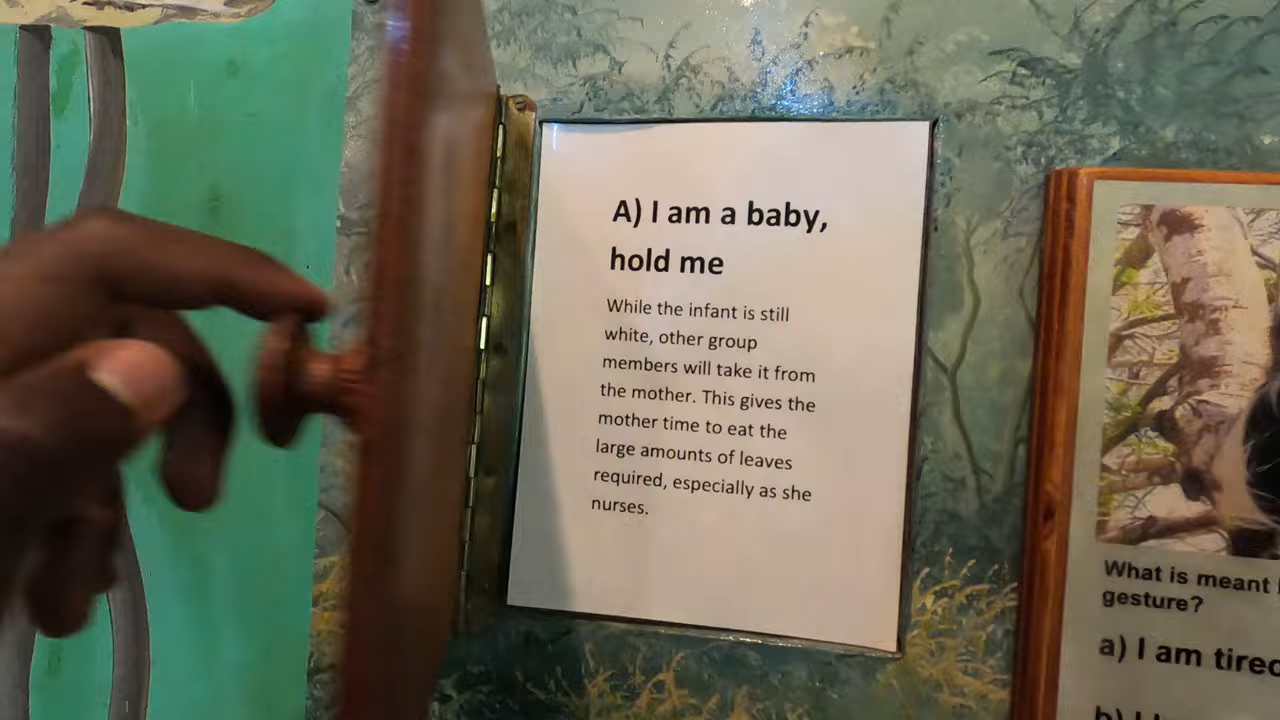 A) I am a baby,
hold me
While the infant is still
white, other group
members will take it from
the mother. This gives the
mother time to eat the
large amounts of leaves
required, especially as she
nurses.
What is meant
gesture?
a) I am tired
b)